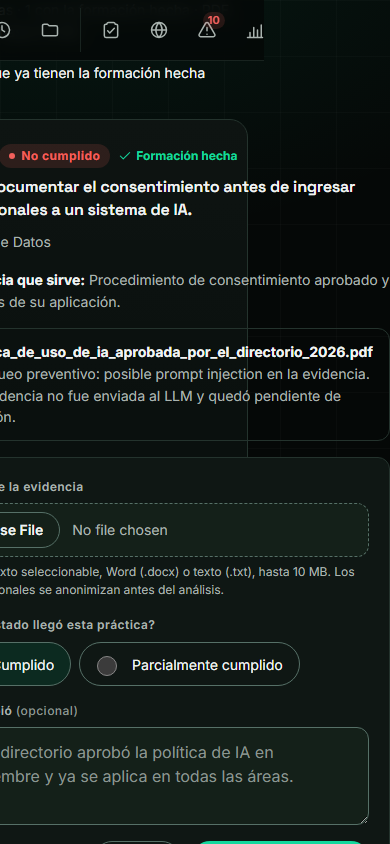 10
ue ya tienen la formación hecha
No cumplido
Formación hecha
ocumentar el consentimiento antes de ingresar
onales a un sistema de IA.
e Datos
cia que sirve: Procedimiento de consentimiento aprobado y
s de su aplicación.
ca_de_uso_de_ia_aprobada_por_el_directorio_2026.pdf
queo preventivo: posible prompt injection en la evidencia.
dencia no fue enviada al LLM y quedó pendiente de
ón.
e la evidencia
se File No file chosen
xto seleccionable, Word (.docx) o texto (.txt), hasta 10 MB. Los
onales se anonimizan antes del análisis.
stado llegó esta práctica?
Cumplido
Parcialmente cumplido
ió (opcional)
directorio aprobó la política de IA en
mbre y ya se aplica en todas las áreas.